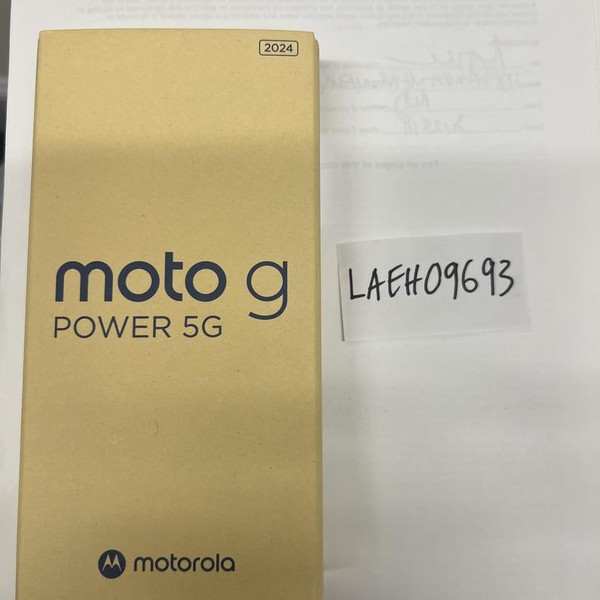 2024
moto g
POWER 5G
LAEH09693
motorola